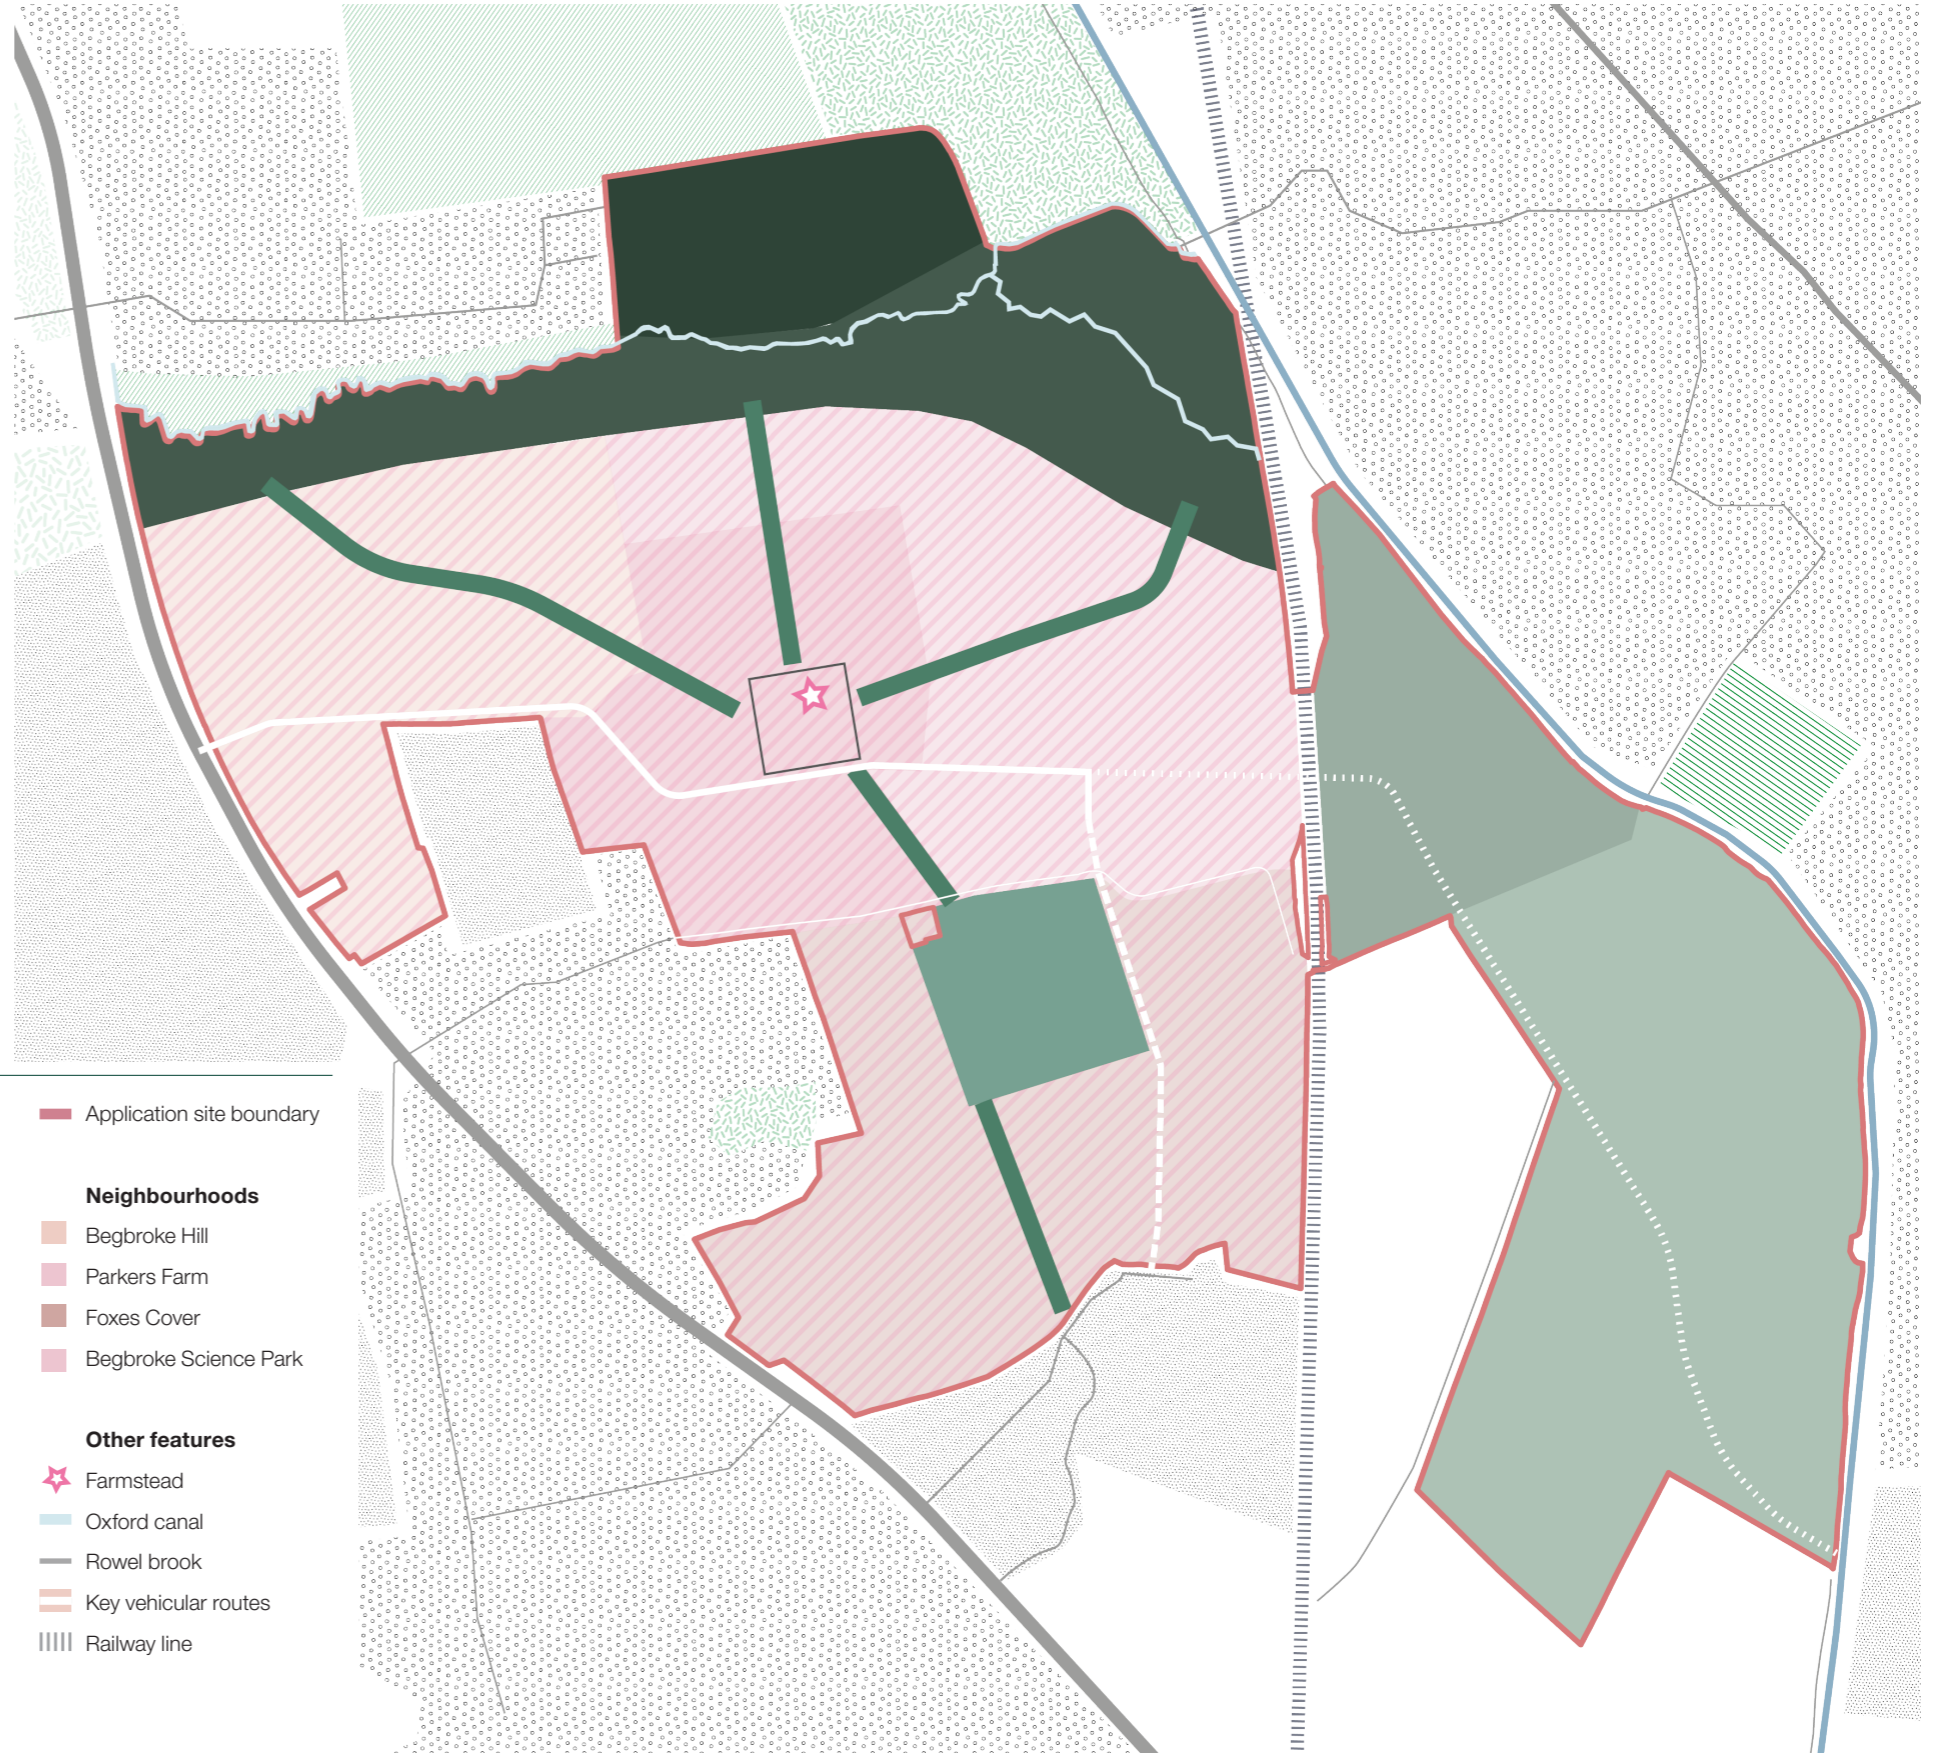 Application site boundary
Neighbourhoods
Begbroke Hill
Parkers Farm
Foxes Cover
Begbroke Science Park
Other features
Farmstead
Oxford canal
Rowel brook
Key vehicular routes
Railway line